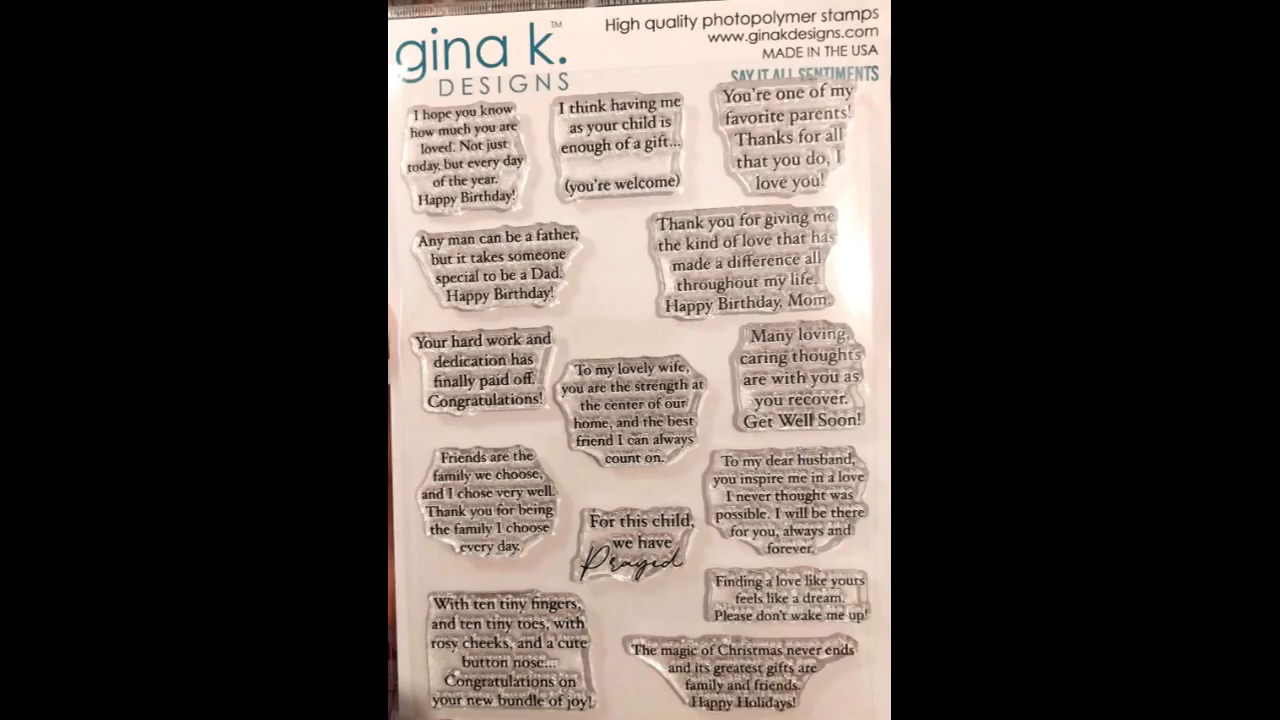 gina k.™
DESIGNS
High quality photopolymer stamps
www.ginakdesigns.com
MADE IN THE USA
SAY IT ALL SENTIMENTS
I hope you know
how much you are
loved. Not just
today, but every day
of the year.
Happy Birthday!
I think having me
as your child is
enough of a gift...
(you're welcome)
You're one of my
favorite parents!
Thanks for all
that you do, I
love you!
Any man can be a father,
but it takes someone
special to be a Dad.
Happy Birthday!
Thank you for giving me
the kind of love that has
made a difference all
throughout my life.
Happy Birthday, Mom.
Your hard work and
dedication has
finally paid off.
Congratulations!
To my lovely wife,
you are the strength at
the center of our
home, and the best
friend I can always
count on.
Many loving,
caring thoughts
are with you as
you recover.
Get Well Soon!
Friends are the
family we choose,
and I chose very well.
Thank you for being
the family I choose
every day.
For this child,
we have
Prayed
To my dear husband,
you inspire me in a love
I never thought was
possible. I will be there
for you, always and
forever.
Finding a love like yours
feels like a dream.
Please don't wake me up!
With ten tiny fingers,
and ten tiny toes, with
rosy cheeks, and a cute
button nose...
Congratulations on
your new bundle of joy!
The magic of Christmas never ends
and its greatest gifts are
family and friends.
Happy Holidays!